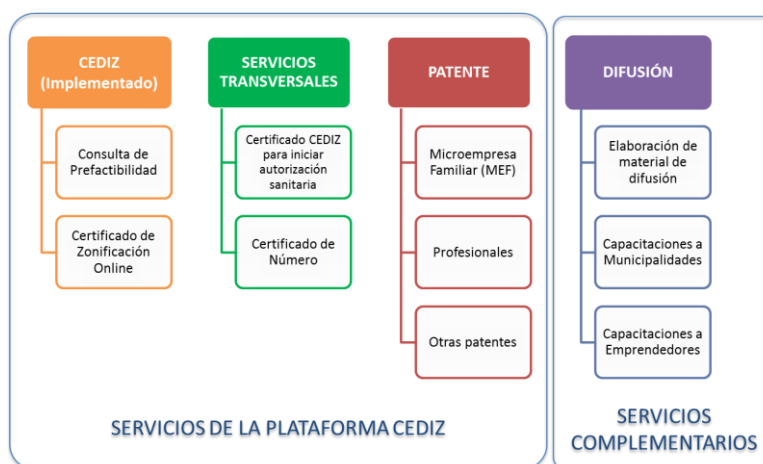 CEDIZ
(Implementado)
Consulta de
Prefactibilidad
Certificado de
Zonificación
Online
SERVICIOS
TRANSVERSALES
Certificado CEDIZ
para iniciar
autorización
sanitaria
Certificado de
Número
PATENTE
Microempresa
Familiar (MEF)
Profesionales
Otras patentes
SERVICIOS DE LA PLATAFORMA CEDIZ
DIFUSIÓN
Elaboración de
material de
difusión
Capacitaciones a
Municipalidades
Capacitaciones a
Emprendedores
SERVICIOS
COMPLEMENTARIOS